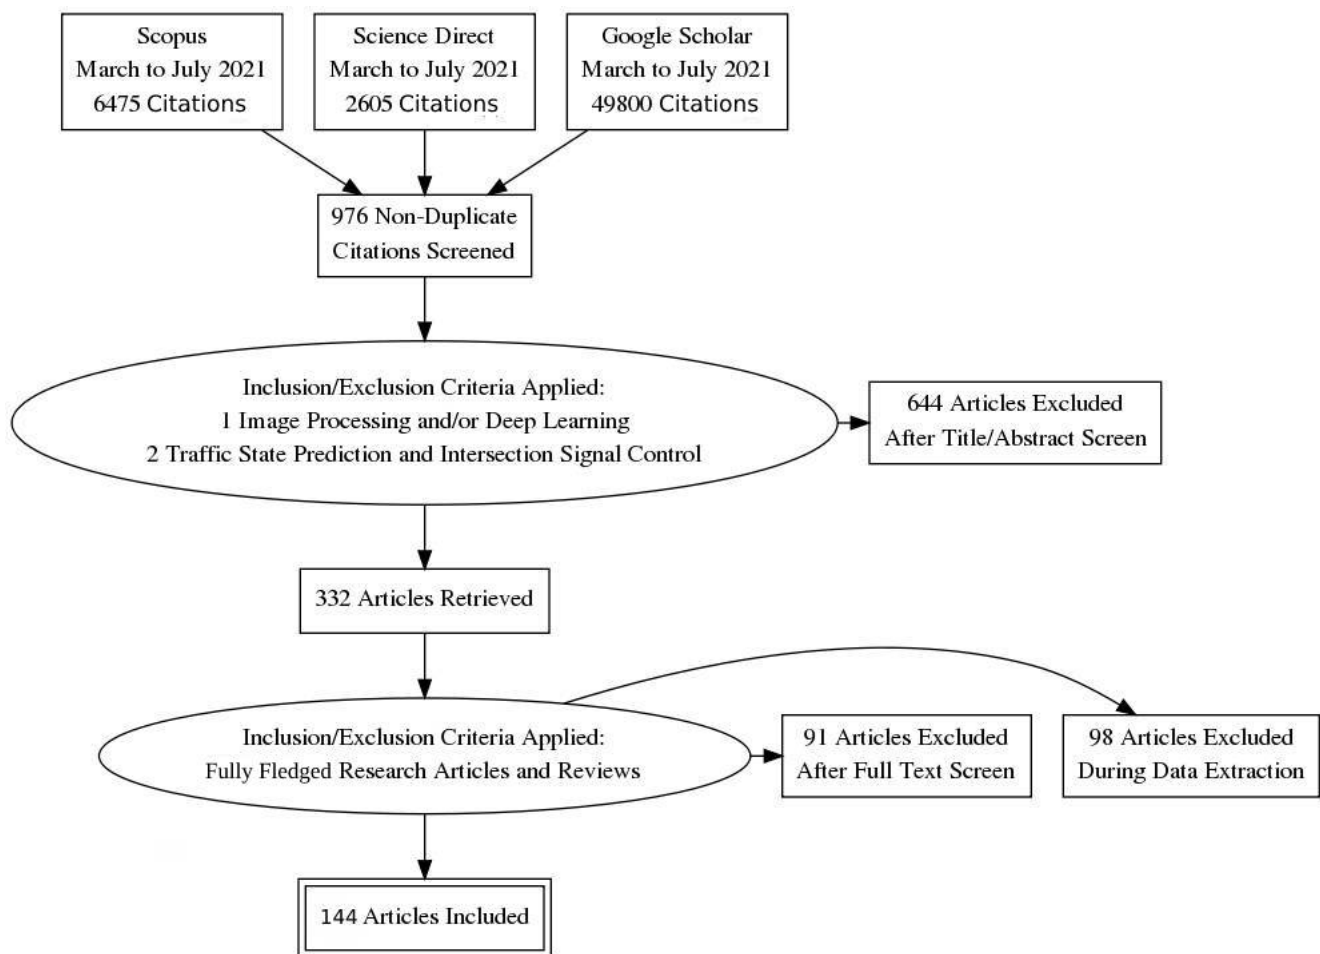 Scopus
March to July 2021
6475 Citations
Science Direct
March to July 2021
2605 Citations
Google Scholar
March to July 2021
49800 Citations
976 Non-Duplicate
Citations Screened
Inclusion/Exclusion Criteria Applied:
1 Image Processing and/or Deep Learning
2 Traffic State Prediction and Intersection Signal Control
644 Articles Excluded
After Title/Abstract Screen
332 Articles Retrieved
Inclusion/Exclusion Criteria Applied:
Fully Fledged Research Articles and Reviews
91 Articles Excluded
After Full Text Screen
98 Articles Excluded
During Data Extraction
144 Articles Included